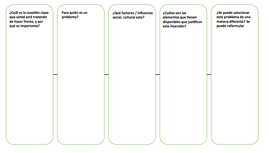 ¿Cuál es la cuestión clave
que usted está tratando
de hacer frente, y por
qué es importante?
Para quién es un
problema?
¿Qué factores / influencia
social, cultural esta?
¿Cuáles son los
elementos que tienen
disponibles que justifican
esta inversión?
¿Se puede solucionar
este problema de una
manera diferente? Se
puede reformular